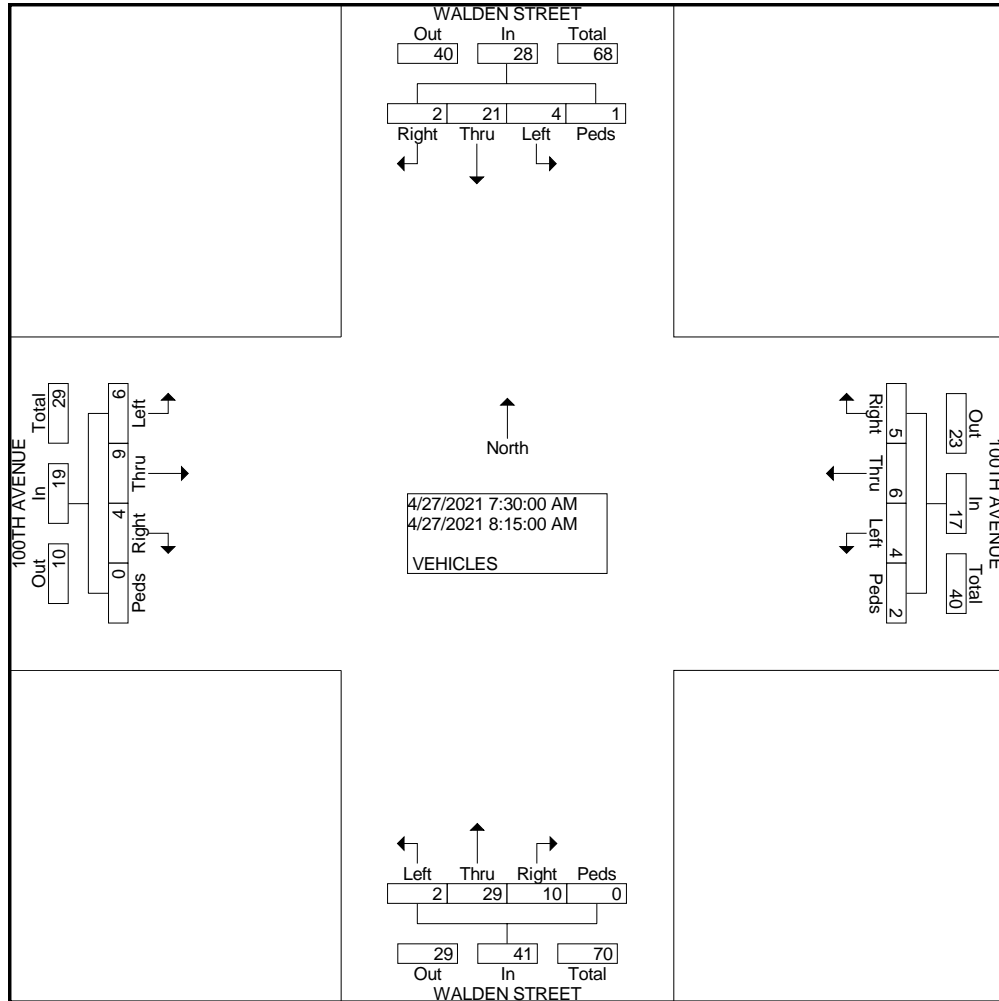 WALDEN STREET
Out In Total
40 28 68
2 21 4 1
Right Thru Left Peds
100TH AVENUE
Total In Out
29 19 10
6 9 4 0
Left Thru Right Peds
North
4/27/2021 7:30:00 AM
4/27/2021 8:15:00 AM
VEHICLES
Right Thru Left Peds
5 6 4 2
Out In Total
23 17 40
100TH AVENUE
Left Thru Right Peds
2 29 10 0
29 41 70
Out In Total
WALDEN STREET